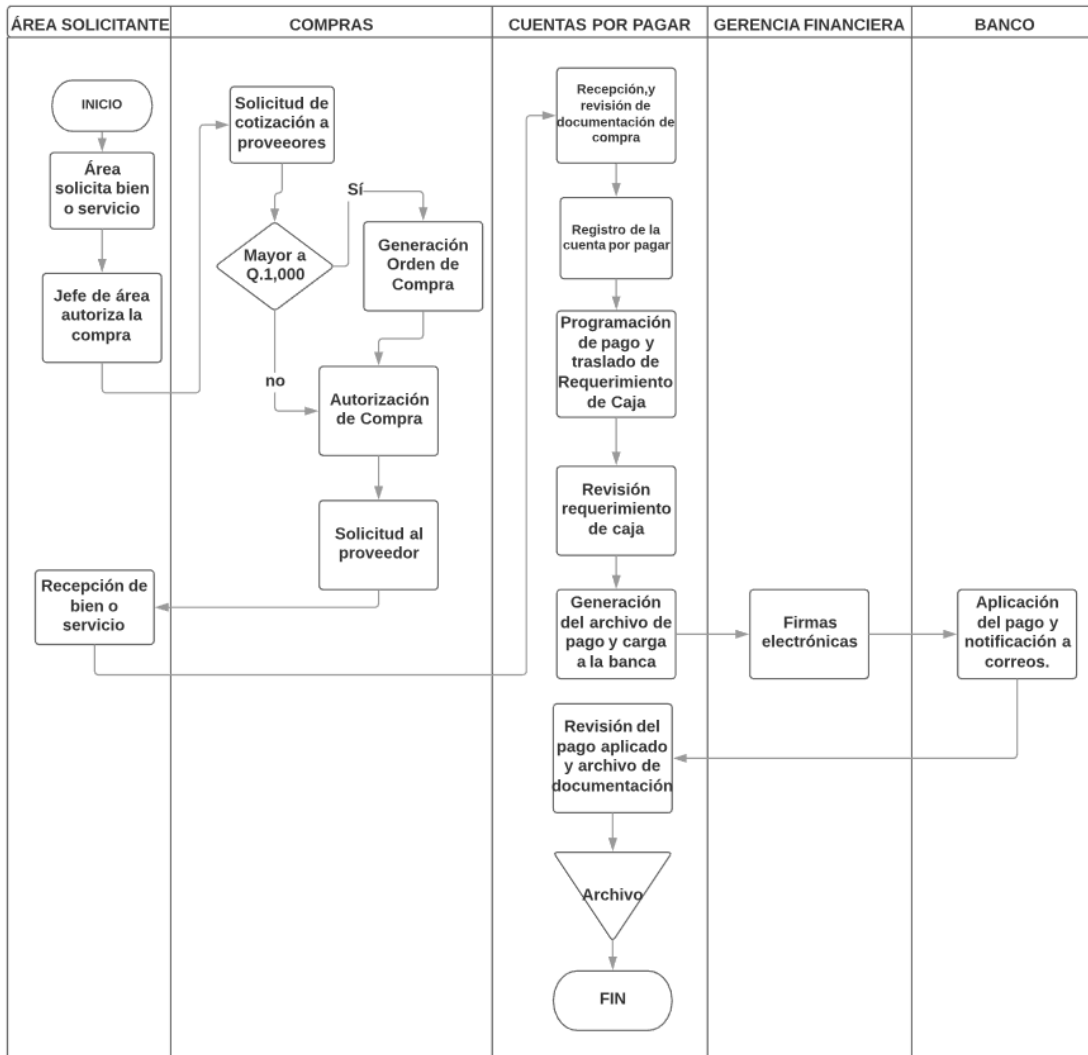 ÁREA SOLICITANTE
COMPRAS
CUENTAS POR PAGAR
GERENCIA FINANCIERA
BANCO
INICIO
Área
solicita bien
o servicio
Jefe de área
autoriza la
compra
Solicitud de
cotización a
proveeores
Mayor a
Q.1,000
Sí
Generación
Orden de
Compra
no
Autorización
de Compra
Solicitud al
proveedor
Recepción de
bien o
servicio
Recepción,y
revisión de
documentación de
compra
Registro de la
cuenta por pagar
Programación
de pago y
traslado de
Requerimiento
de Caja
Revisión
requerimiento
de caja
Generación
del archivo de
pago y carga
a la banca
Firmas
electrónicas
Aplicación
del pago y
notificación a
correos.
Revisión del
pago aplicado
y archivo de
documentación
Archivo
FIN